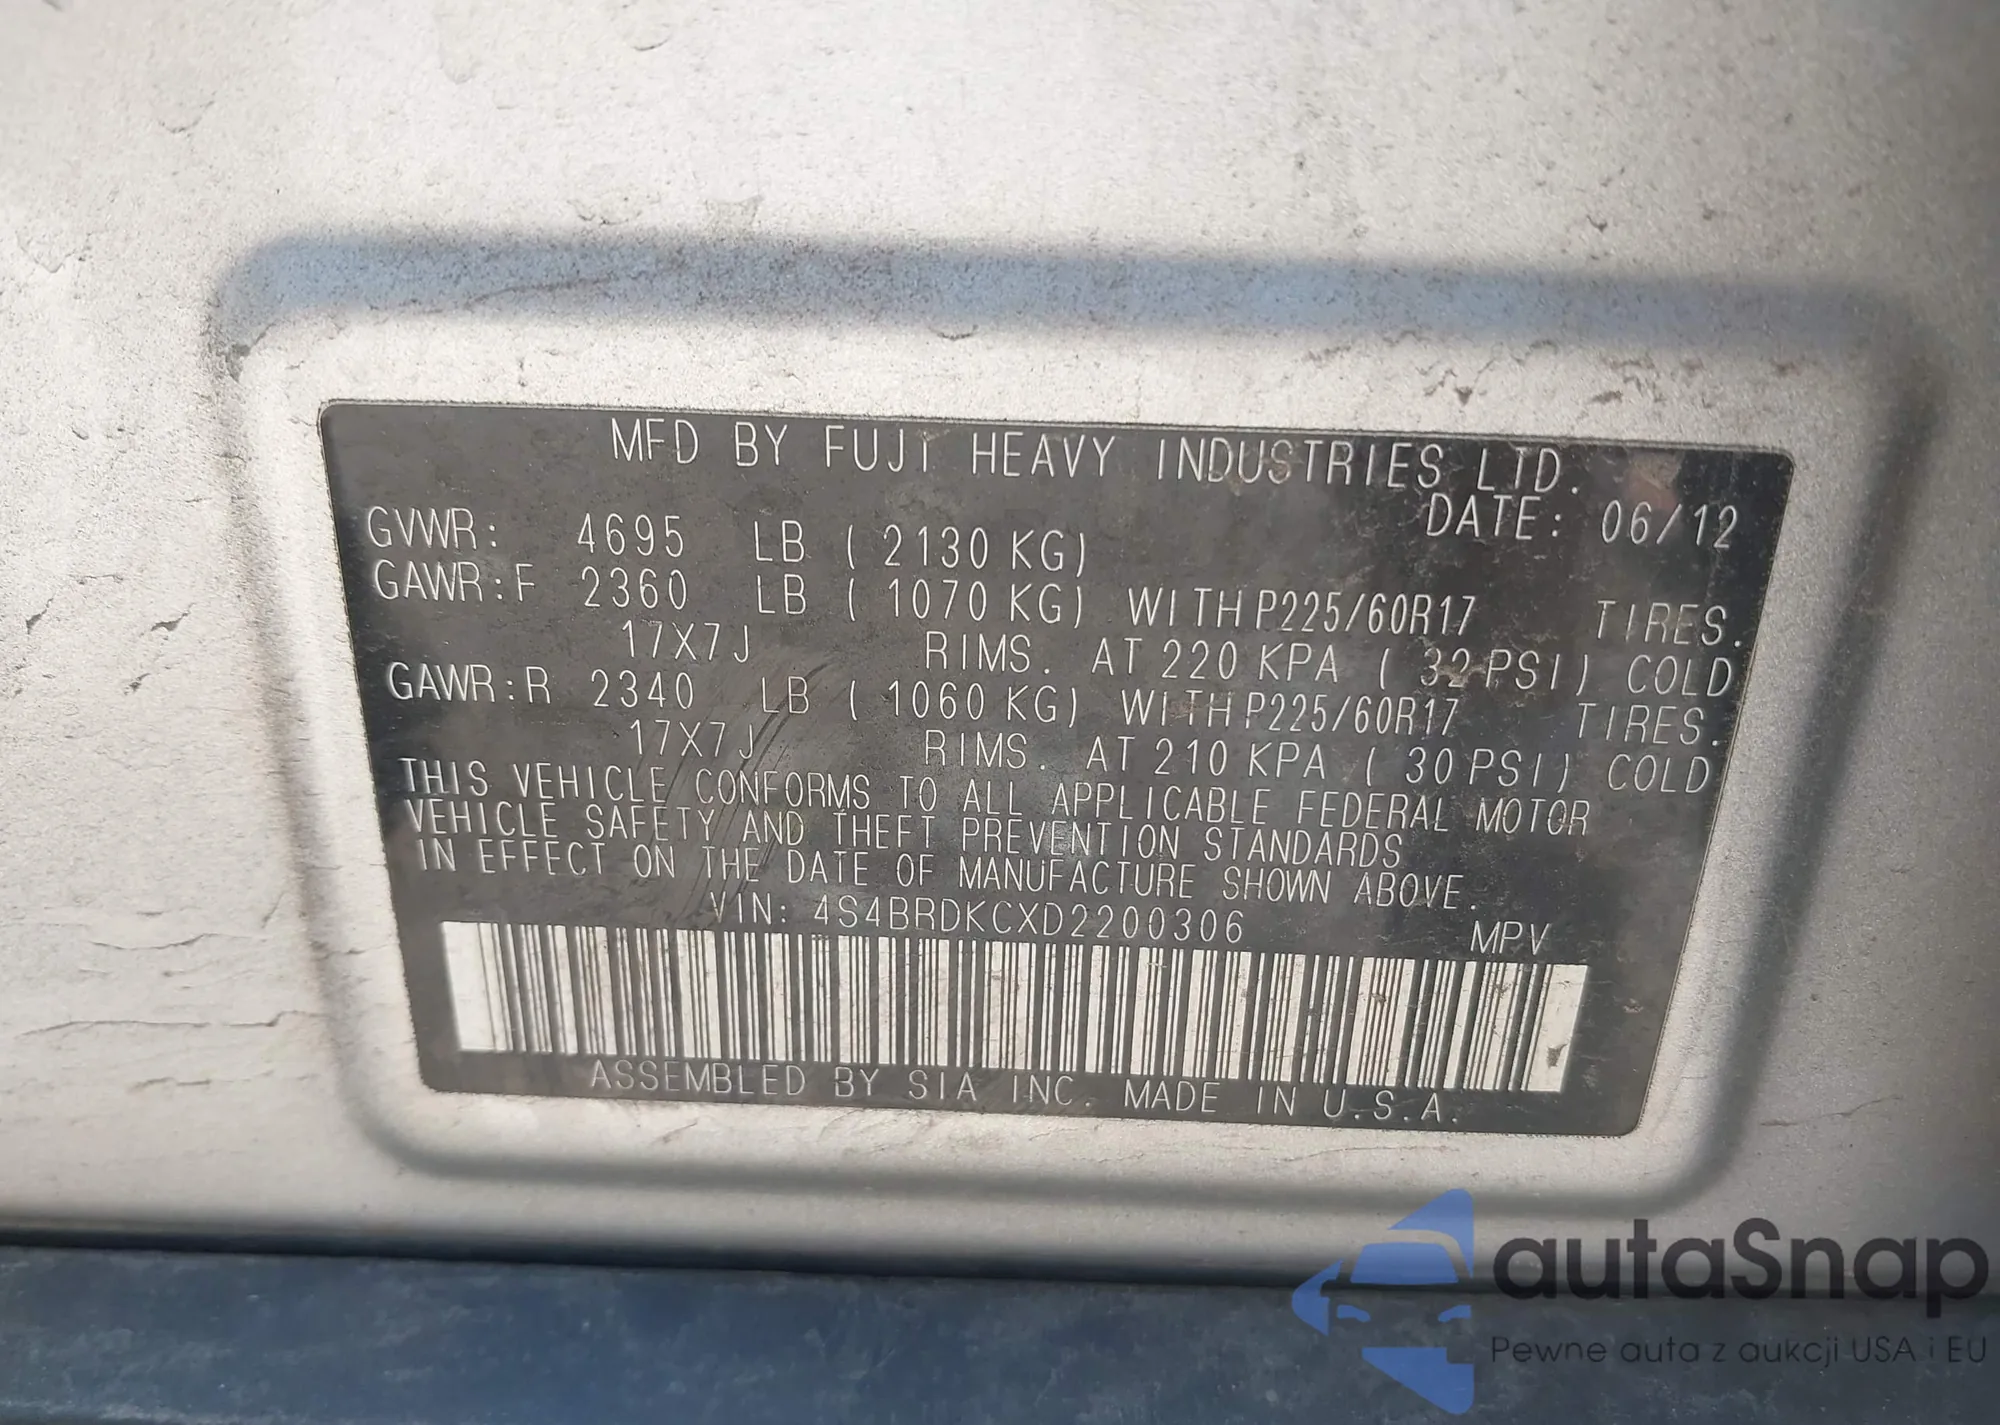 MFD BY FUJI HEAVY INDUSTRIES LTD.
DATE: 06/12
GVWR: 4695 LB ( 2130 KG)
GAWR:F 2360 LB ( 1070 KG) WITH P225/60R17 TIRES.
17X7J RIMS. AT 220 KPA ( 32 PSI) COLD
GAWR:R 2340 LB ( 1060 KG) WITH P225/60R17 TIRES.
17X7J RIMS. AT 210 KPA ( 30 PSI) COLD
THIS VEHICLE CONFORMS TO ALL APPLICABLE FEDERAL MOTOR
VEHICLE SAFETY AND THEFT PREVENTION STANDARDS
IN EFFECT ON THE DATE OF MANUFACTURE SHOWN ABOVE.
VIN: 4S4BRDKCXD2200306 MPV
ASSEMBLED BY SIA INC. MADE IN U.S.A.
autaSnap
Pewne auta z aukcji USA i EU